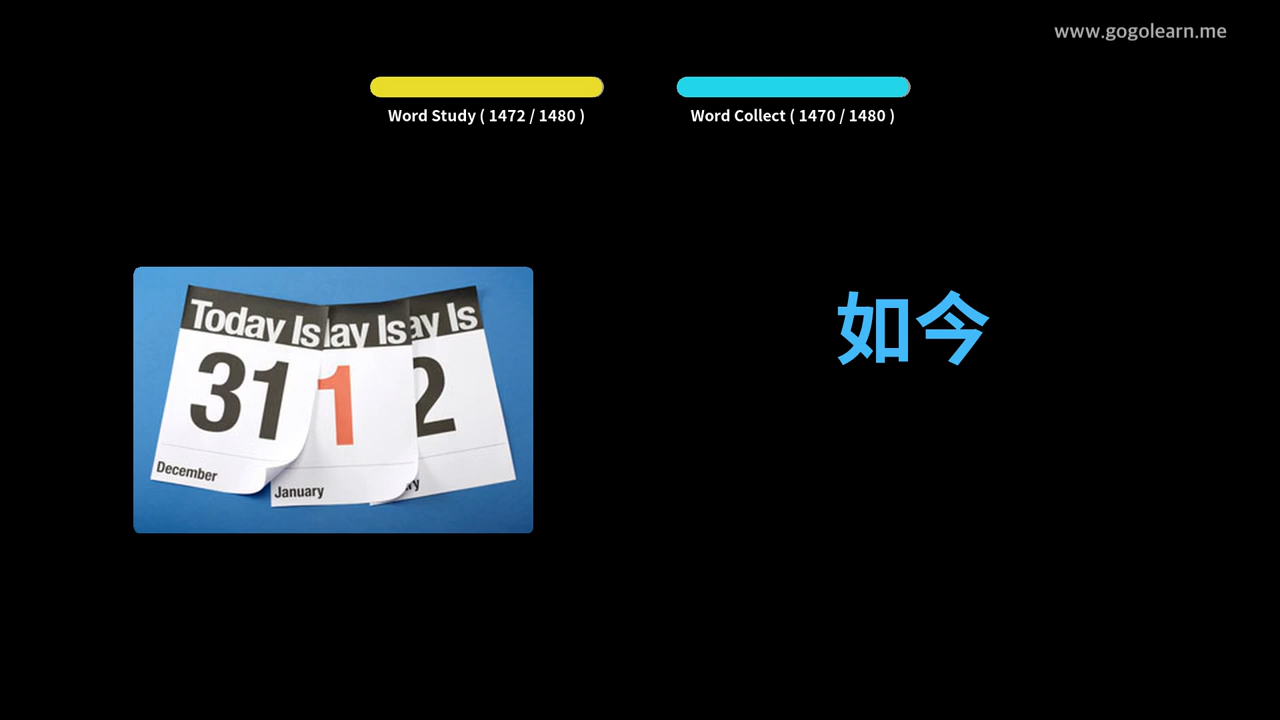 www.gogolearn.me
Word Study ( 1472 / 1480 )
Word Collect ( 1470 / 1480 )
如今
Today Is
31
December
ay Is
1
January
ay Is
2
ry